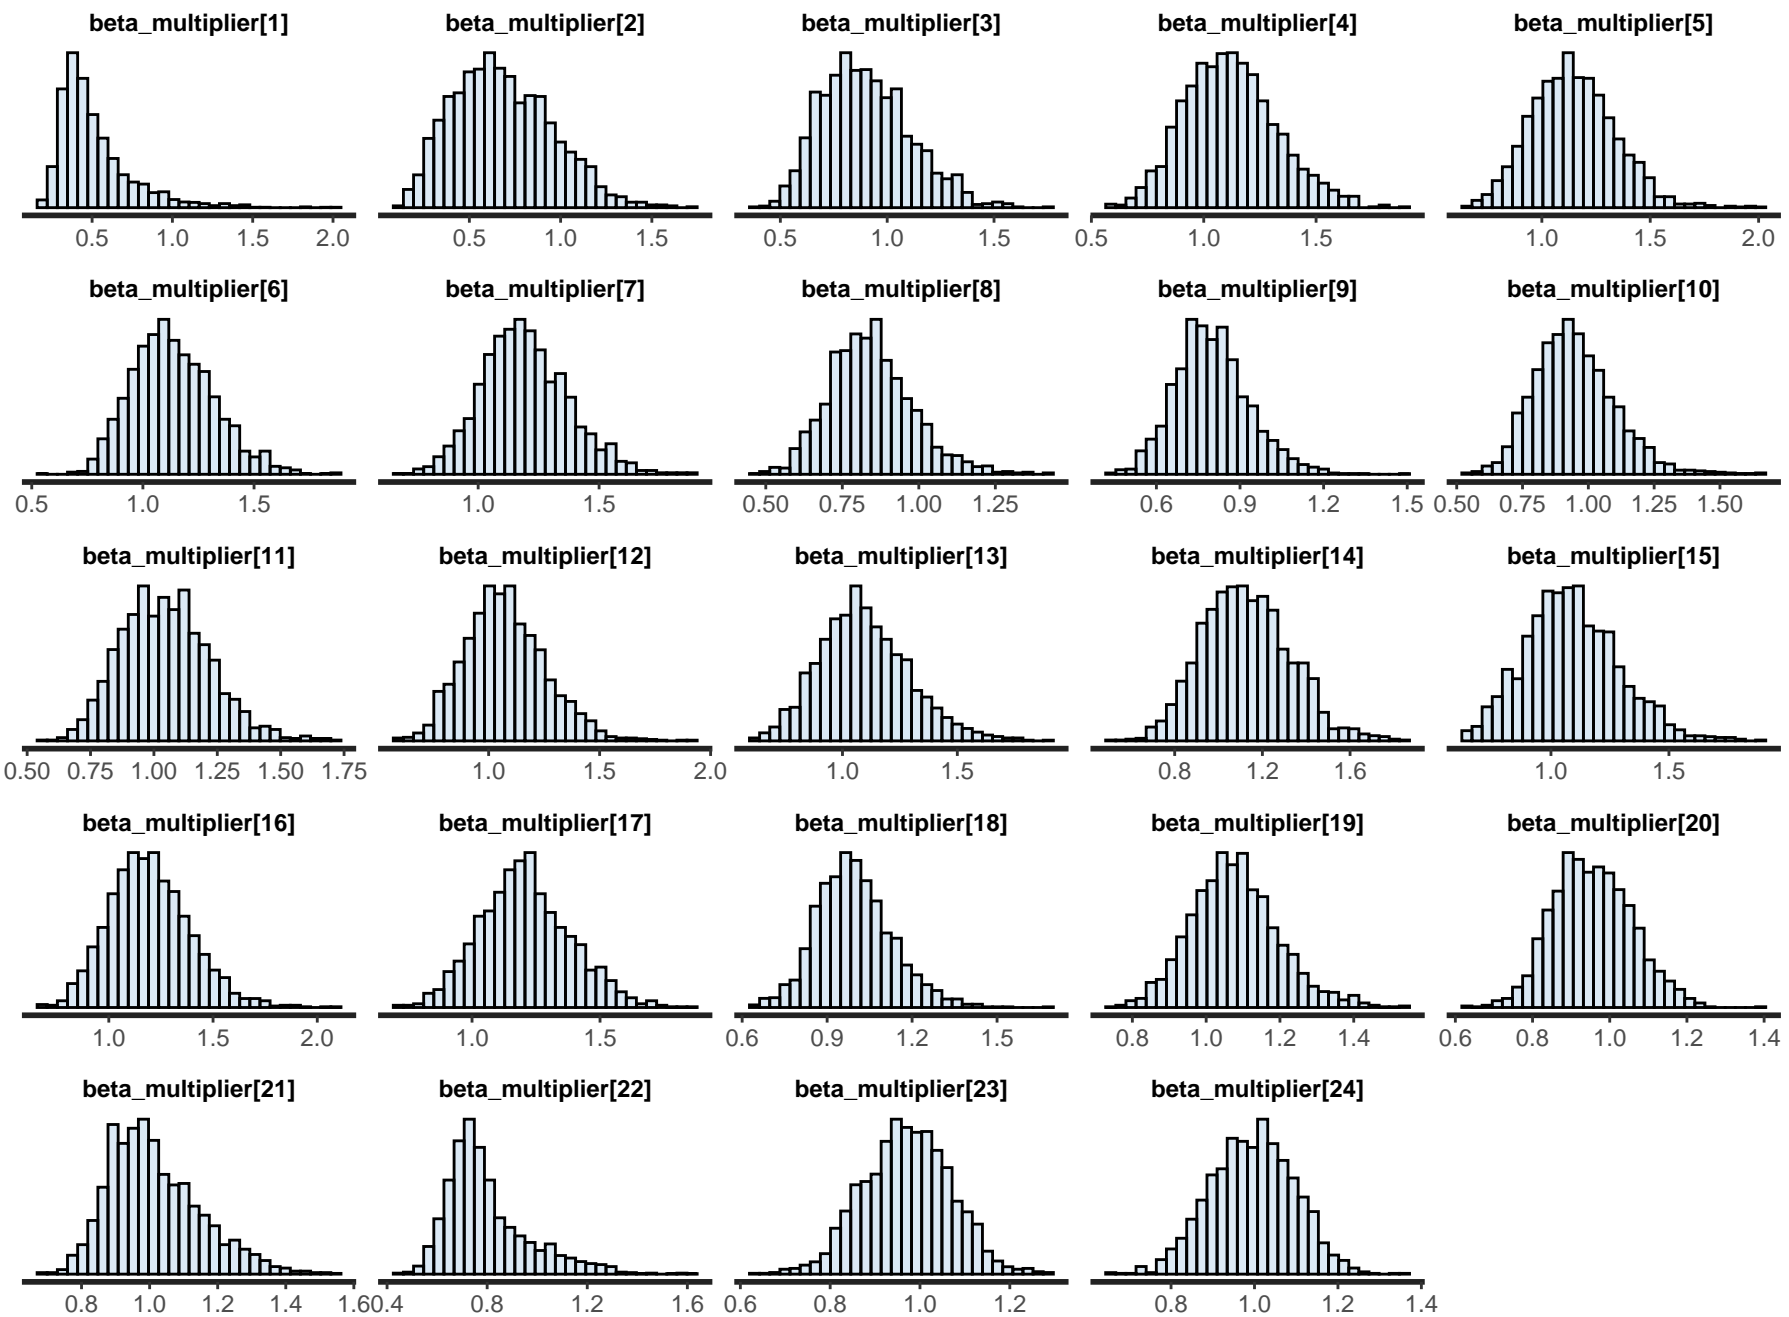 beta_multiplier[1] beta_multiplier[2] beta_multiplier[3] beta_multiplier[4] beta_multiplier[5]
0.5 1.0 1.5 2.0 0.5 1.0 1.5 0.5 1.0 1.5 0.5 1.0 1.5 1.0 1.5 2.0
beta_multiplier[6] beta_multiplier[7] beta_multiplier[8] beta_multiplier[9] beta_multiplier[10]
0.5 1.0 1.5 1.0 1.5 0.50 0.75 1.00 1.25 0.6 0.9 1.2 1.5 0.50 0.75 1.00 1.25 1.50
beta_multiplier[11] beta_multiplier[12] beta_multiplier[13] beta_multiplier[14] beta_multiplier[15]
0.50 0.75 1.00 1.25 1.50 1.75 1.0 1.5 2.0 1.0 1.5 0.8 1.2 1.6 1.0 1.5
beta_multiplier[16] beta_multiplier[17] beta_multiplier[18] beta_multiplier[19] beta_multiplier[20]
1.0 1.5 2.0 1.0 1.5 0.6 0.9 1.2 1.5 0.8 1.0 1.2 1.4 0.6 0.8 1.0 1.2 1.4
beta_multiplier[21] beta_multiplier[22] beta_multiplier[23] beta_multiplier[24]
0.8 1.0 1.2 1.4 1.6 0.4 0.8 1.2 1.6 0.6 0.8 1.0 1.2 0.8 1.0 1.2 1.4